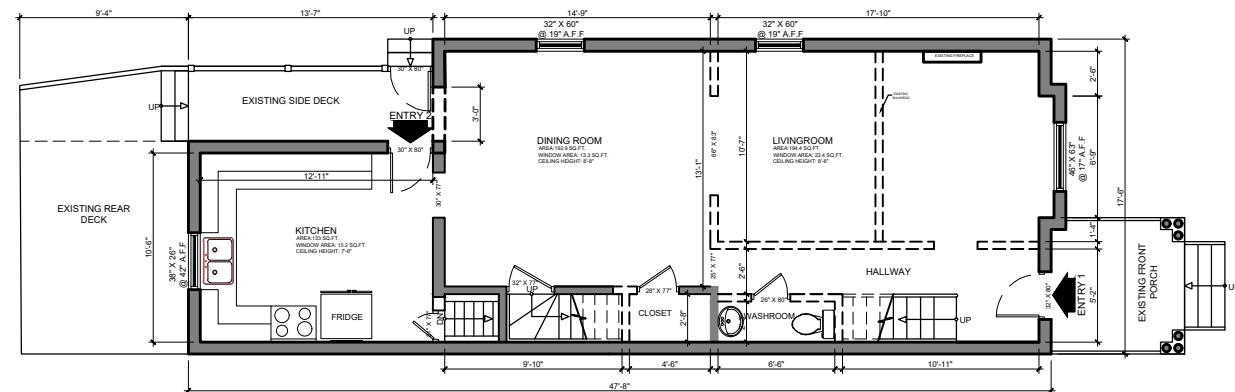 9'-4"
13'-7"
14'-9"
17'-10"
32" X 60"
@ 19" A.F.F
32" X 60"
@ 19" A.F.F
UP
30" X 80"
EXISTING FIREPLACE
2'-6"
EXISTING
BULKHEAD
UP
EXISTING SIDE DECK
ENTRY 2
3'-0"
30" X 80"
DINING ROOM
AREA:192.9 SQ.FT.
WINDOW AREA: 13.3 SQ.FT.
CEILING HEIGHT: 8'-8"
13'-1"
66" X 83"
10'-7"
LIVINGROOM
AREA:194.4 SQ.FT.
WINDOW AREA: 23.4 SQ.FT.
CEILING HEIGHT: 8'-8"
46" X 63"
@ 17" A.F.F
6'-9"
17'-6"
12'-11"
30" X 77"
EXISTING REAR
DECK
10'-6"
38" X 26"
@ 42" A.F.F
KITCHEN
AREA:133 SQ.FT.
WINDOW AREA: 15.2 SQ.FT.
CEILING HEIGHT: 7'-6"
1'-4"
25" X 77"
2'-6"
HALLWAY
32" X 77"
UP
28" X 77"
26" X 80"
32" X 80"
ENTRY 1
5'-2"
EXISTING FRONT
PORCH
U
FRIDGE
DN
CLOSET
2'-8"
WASHROOM
UP
9'-10"
4'-6"
6'-6"
10'-11"
47'-8"